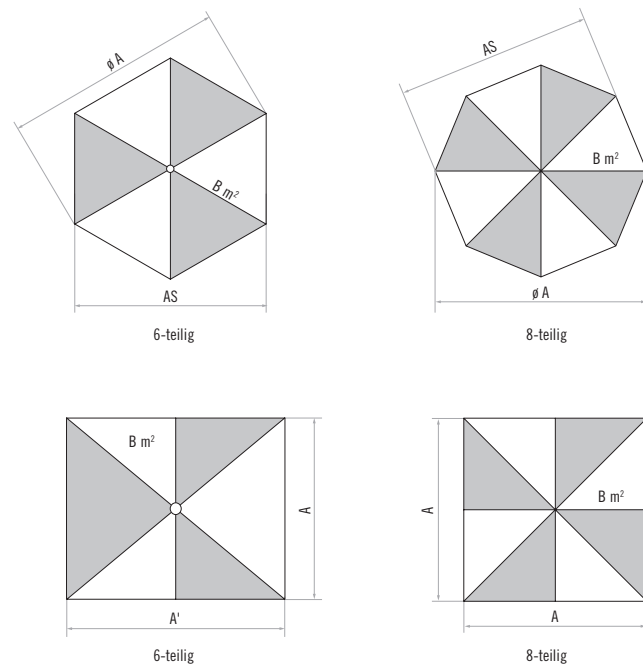 ø A
B m²
AS
6-teilig
AS
B m²
ø A
8-teilig
B m²
A
A'
6-teilig
A
B m²
A
8-teilig